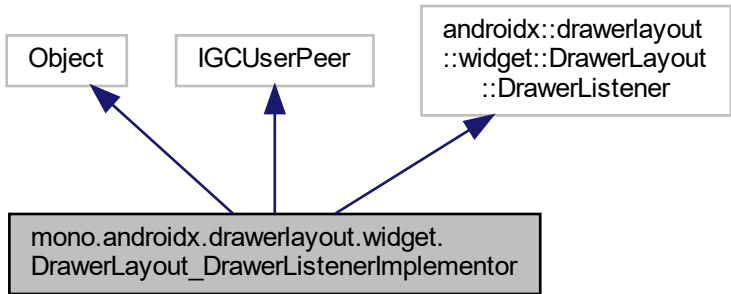 Object
IGCUserPeer
androidx::drawerlayout
::widget::DrawerLayout
::DrawerListener
mono.androidx.drawerlayout.widget.
DrawerLayout_DrawerListenerImplementor